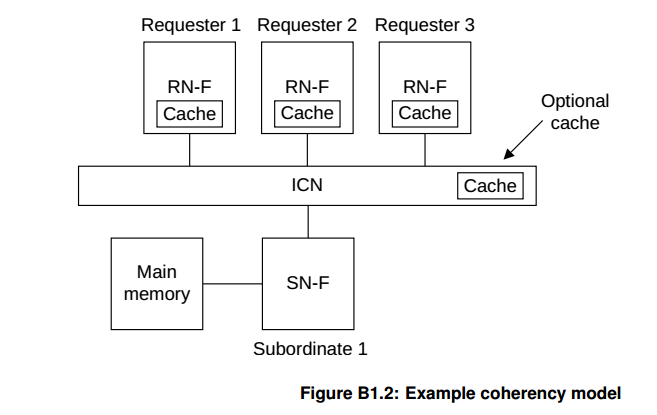 Requester 1 Requester 2 Requester 3
RN-F RN-F RN-F
Cache Cache Cache
Optional
cache
ICN Cache
Main
memory
SN-F
Subordinate 1
Figure B1.2: Example coherency model